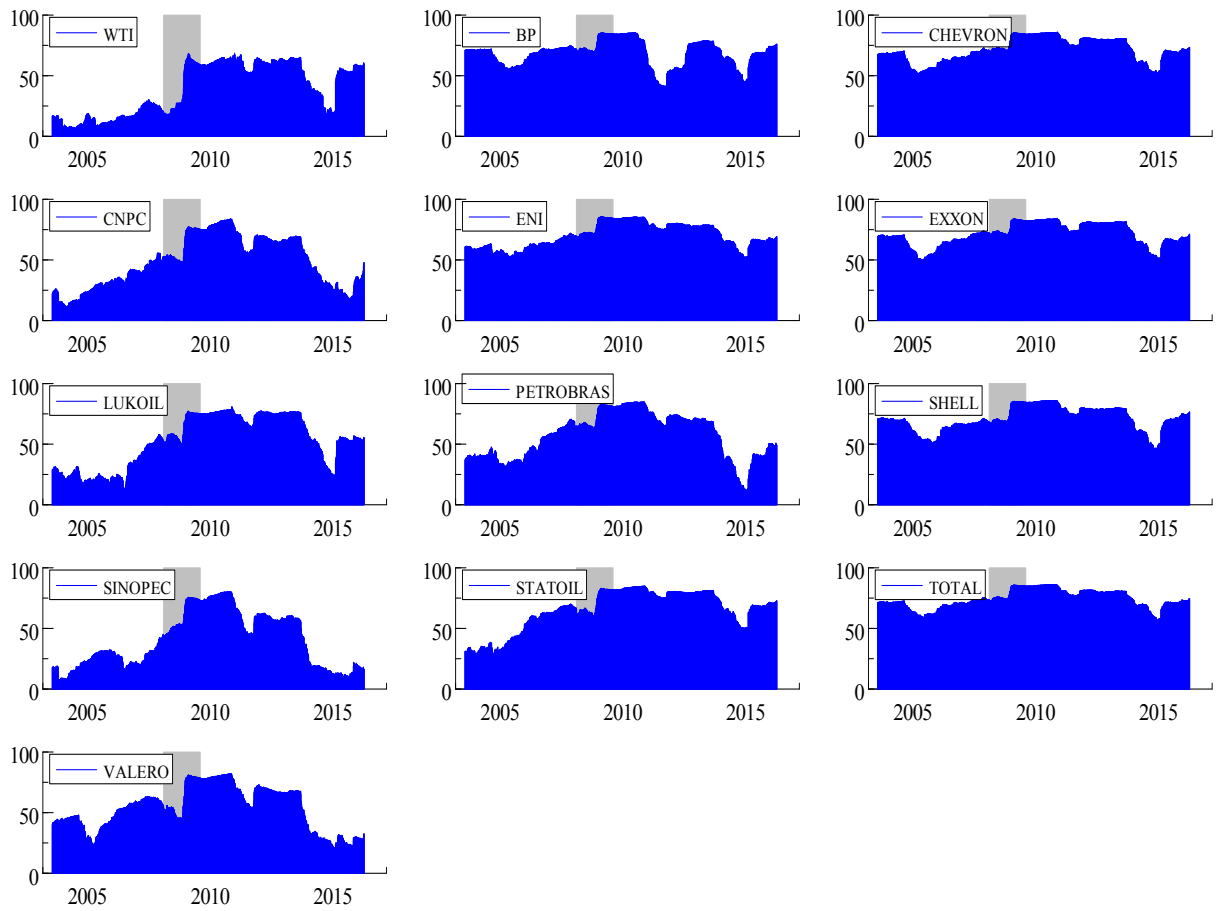 100 WTI 100 BP 100 CHEVRON
50 50 50
0 0 0
2005 2010 2015 2005 2010 2015 2005 2010 2015
100 CNPC 100 ENI 100 EXXON
50 50 50
0 0 0
2005 2010 2015 2005 2010 2015 2005 2010 2015
100 LUKOIL 100 PETROBRAS 100 SHELL
50 50 50
0 0 0
2005 2010 2015 2005 2010 2015 2005 2010 2015
100 SINOPEC 100 STATOIL 100 TOTAL
50 50 50
0 0 0
2005 2010 2015 2005 2010 2015 2005 2010 2015
100 VALERO
50
0
2005 2010 2015